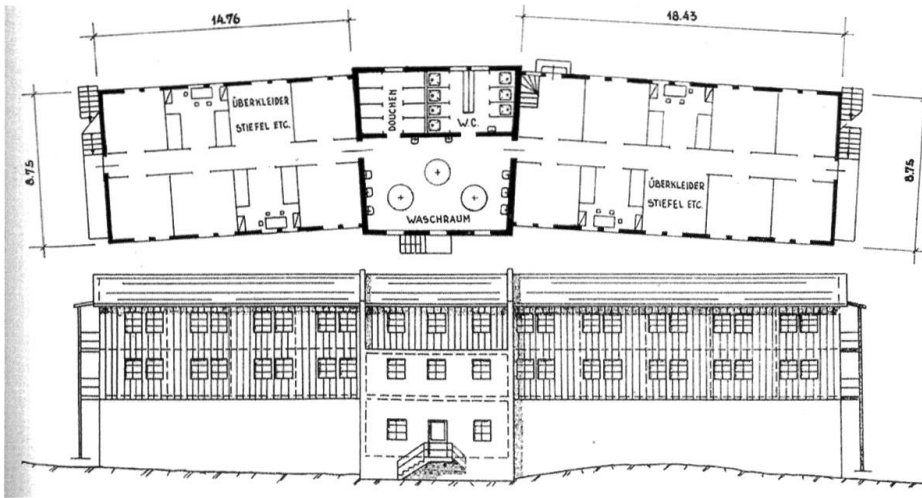 14.76
18.43
8.75
ÜBERKLEIDER
STIEFEL ETC.
DOUCHEN
W.C.
WASCHRAUM
ÜBERKLEIDER
STIEFEL ETC.
8.75